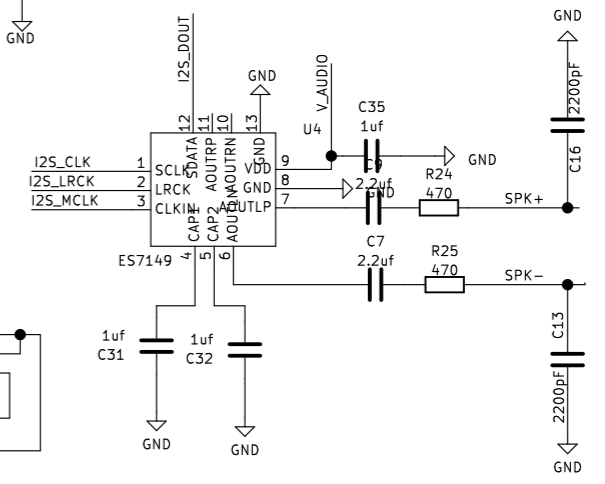 GND
I2S_DOUT
GND
V_AUDIO
GND
2200pF
C16
C35
1uf
U4
GND
12
11
10
13
SDATA
AOUTRP
AOUTRN
GND
I2S_CLK
1
SCLK
VDD
9
I2S_LRCK
2
LRCK
GND
8
GND
I2S_MCLK
3
CLKIN
AOUTLP
7
C9
2.2uf
R24
470
SPK+
CAP1
CAP2
AOUTLN
4
5
6
ES7149
C7
2.2uf
R25
470
SPK-
C13
2200pF
GND
1uf
C31
1uf
C32
GND
GND